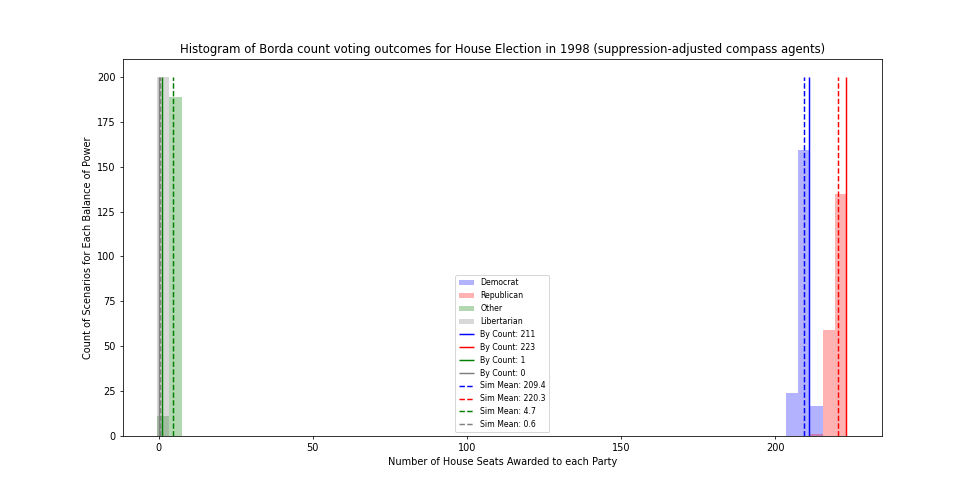 Histogram of Borda count voting outcomes for House Election in 1998 (suppression-adjusted compass agents)
Count of Scenarios for Each Balance of Power
200
175
150
125
100
75
50
25
0
Democrat
Republican
Other
Libertarian
By Count: 211
By Count: 223
By Count: 1
By Count: 0
Sim Mean: 209.4
Sim Mean: 220.3
Sim Mean: 4.7
Sim Mean: 0.6
0
50
100
150
200
Number of House Seats Awarded to each Party